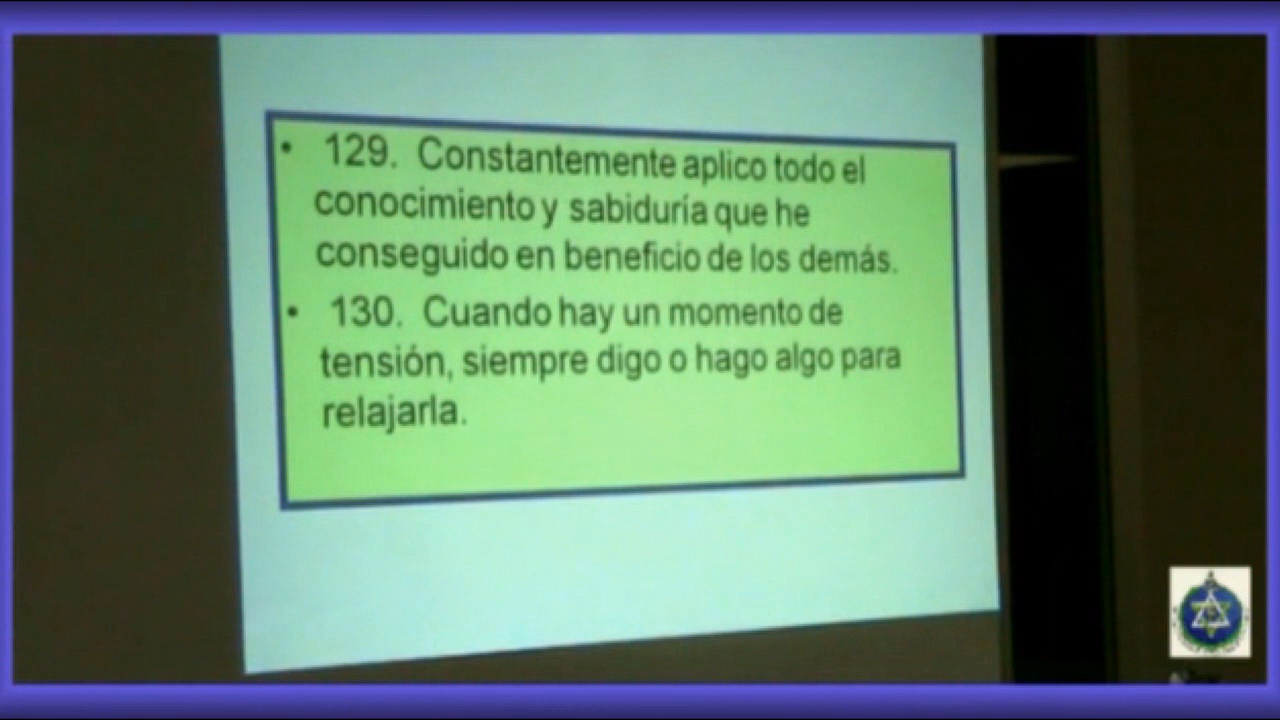 • 129. Constantemente aplico todo el
conocimiento y sabiduría que he
conseguido en beneficio de los demás.
• 130. Cuando hay un momento de
tensión, siempre digo o hago algo para
relajarla.